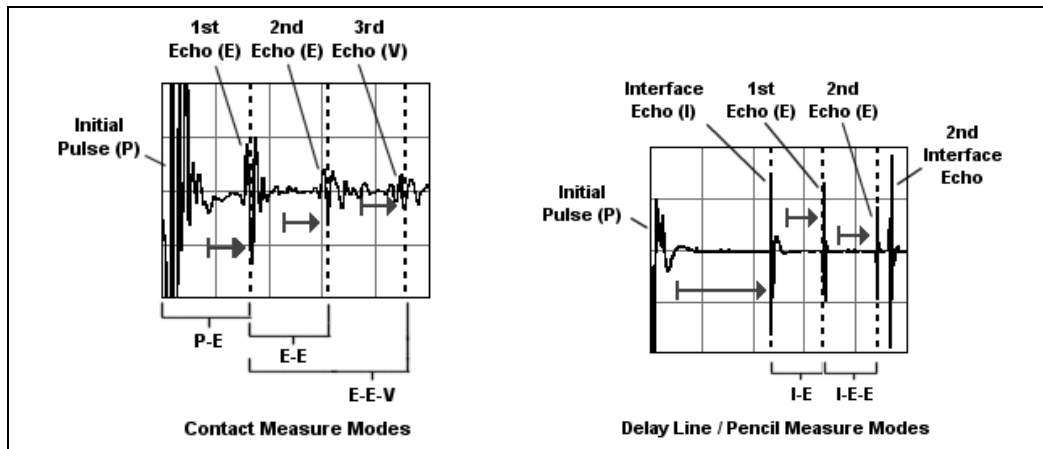 1st
Echo (E)
2nd
Echo (E)
3rd
Echo (V)
Initial
Pulse (P)
P-E
E-E
E-E-V
Contact Measure Modes
Interface
Echo (I)
1st
Echo (E)
2nd
Echo (E)
2nd
Interface
Echo
Initial
Pulse (P)
I-E
I-E-E
Delay Line / Pencil Measure Modes